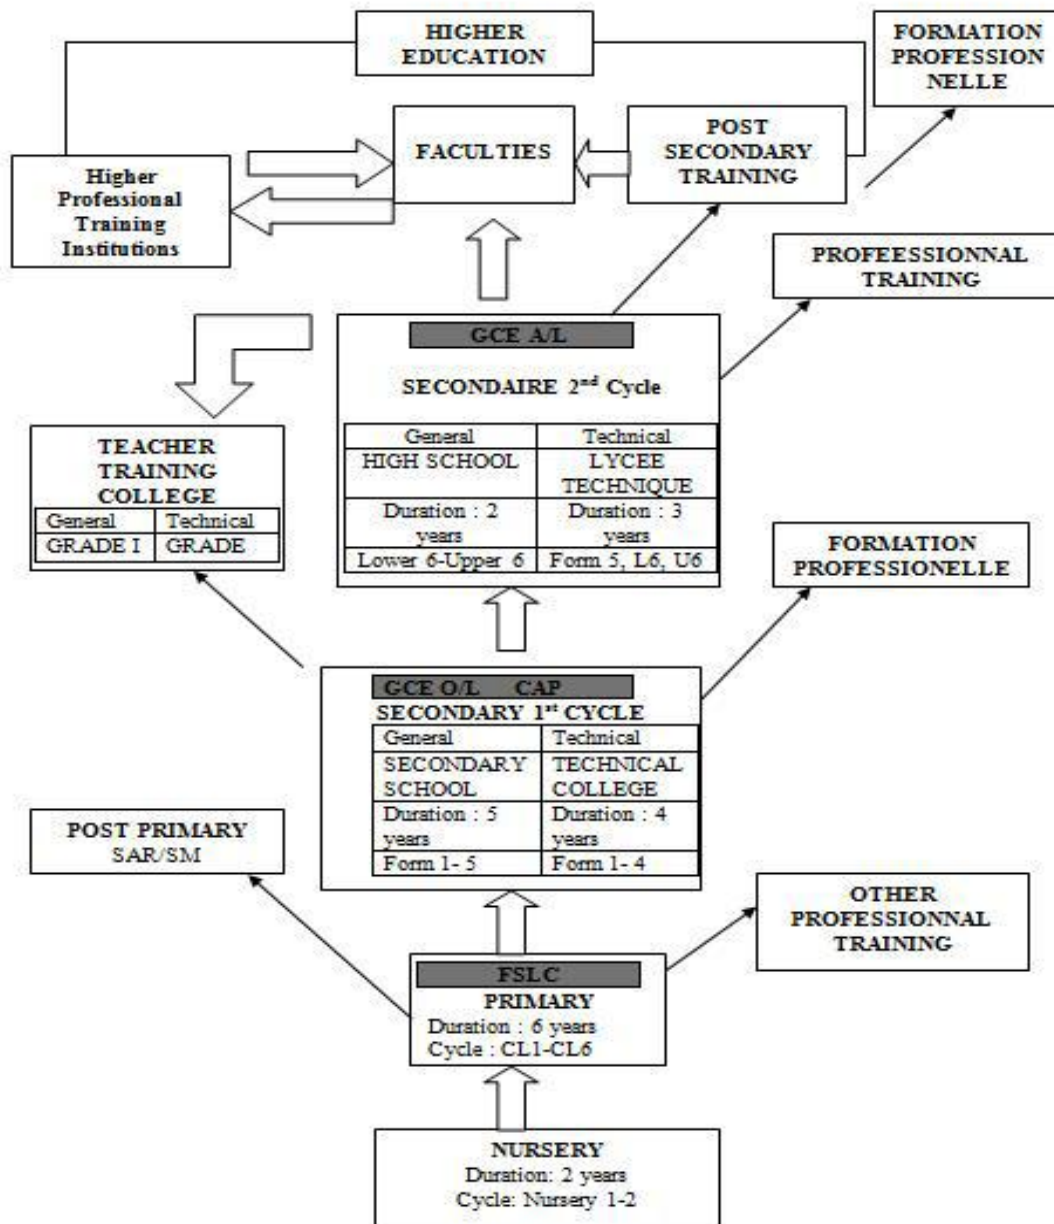 HIGHER
EDUCATION
FORMATION
PROFESSION
NELLE
FACULTIES
POST
SECONDARY
TRAINING
Higher
Professional
Training
Institutions
PROFEESSIONNAL
TRAINING
GCE A/L
SECONDAIRE 2nd Cycle
General Technical
HIGH SCHOOL LYCEE
TECHNIQUE
Duration : 2 Duration : 3
years years
Lower 6-Upper 6 Form 5, L6, U6
TEACHER
TRAINING
COLLEGE
General Technical
GRADE I GRADE
FORMATION
PROFESSIONELLE
GCE O/L CAP
SECONDARY 1st CYCLE
General Technical
SECONDARY TECHNICAL
SCHOOL COLLEGE
Duration : 5 Duration : 4
years years
Form 1- 5 Form 1- 4
POST PRIMARY
SAR/SM
OTHER
PROFESSIONNAL
TRAINING
FSLC
PRIMARY
Duration : 6 years
Cycle : CL1-CL6
NURSERY
Duration: 2 years
Cycle: Nursery 1-2